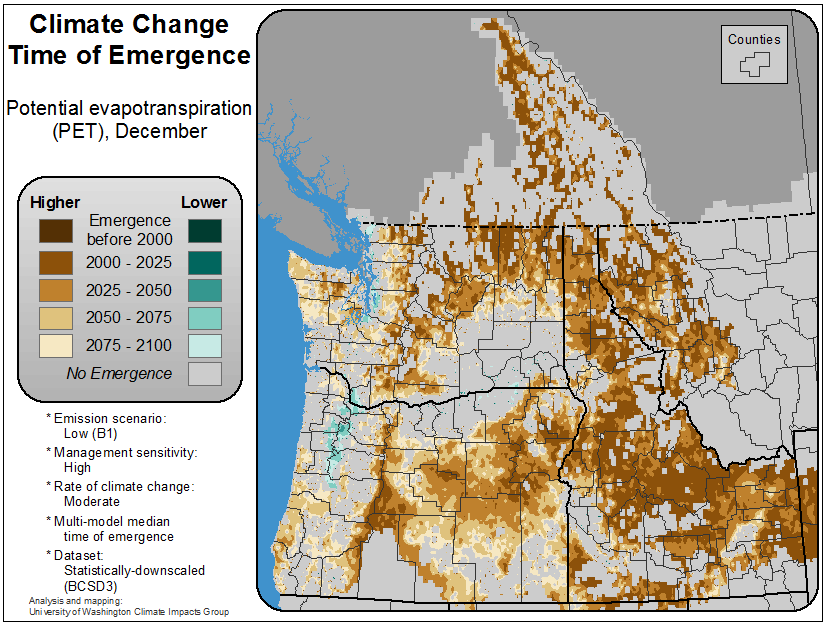 Climate Change
Time of Emergence
Potential evapotranspiration
(PET), December
Higher Lower
Emergence
before 2000
2000 - 2025
2025 - 2050
2050 - 2075
2075 - 2100
No Emergence
* Emission scenario:
Low (B1)
* Management sensitivity:
High
* Rate of climate change:
Moderate
* Multi-model median
time of emergence
* Dataset:
Statistically-downscaled
(BCSD3)
Analysis and mapping:
University of Washington Climate Impacts Group
Counties